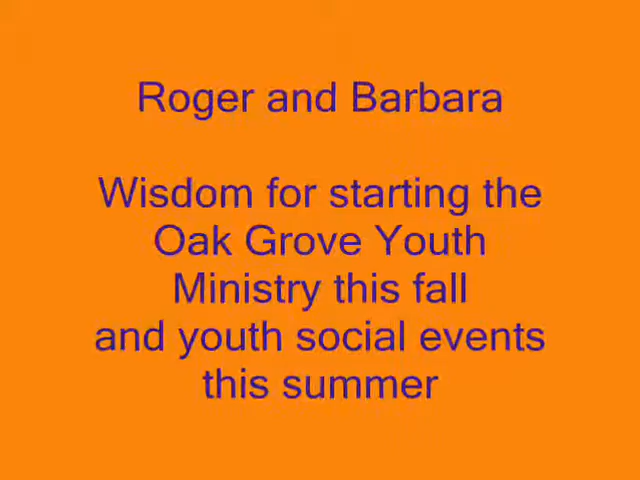 Roger and Barbara
Wisdom for starting the
Oak Grove Youth
Ministry this fall
and youth social events
this summer